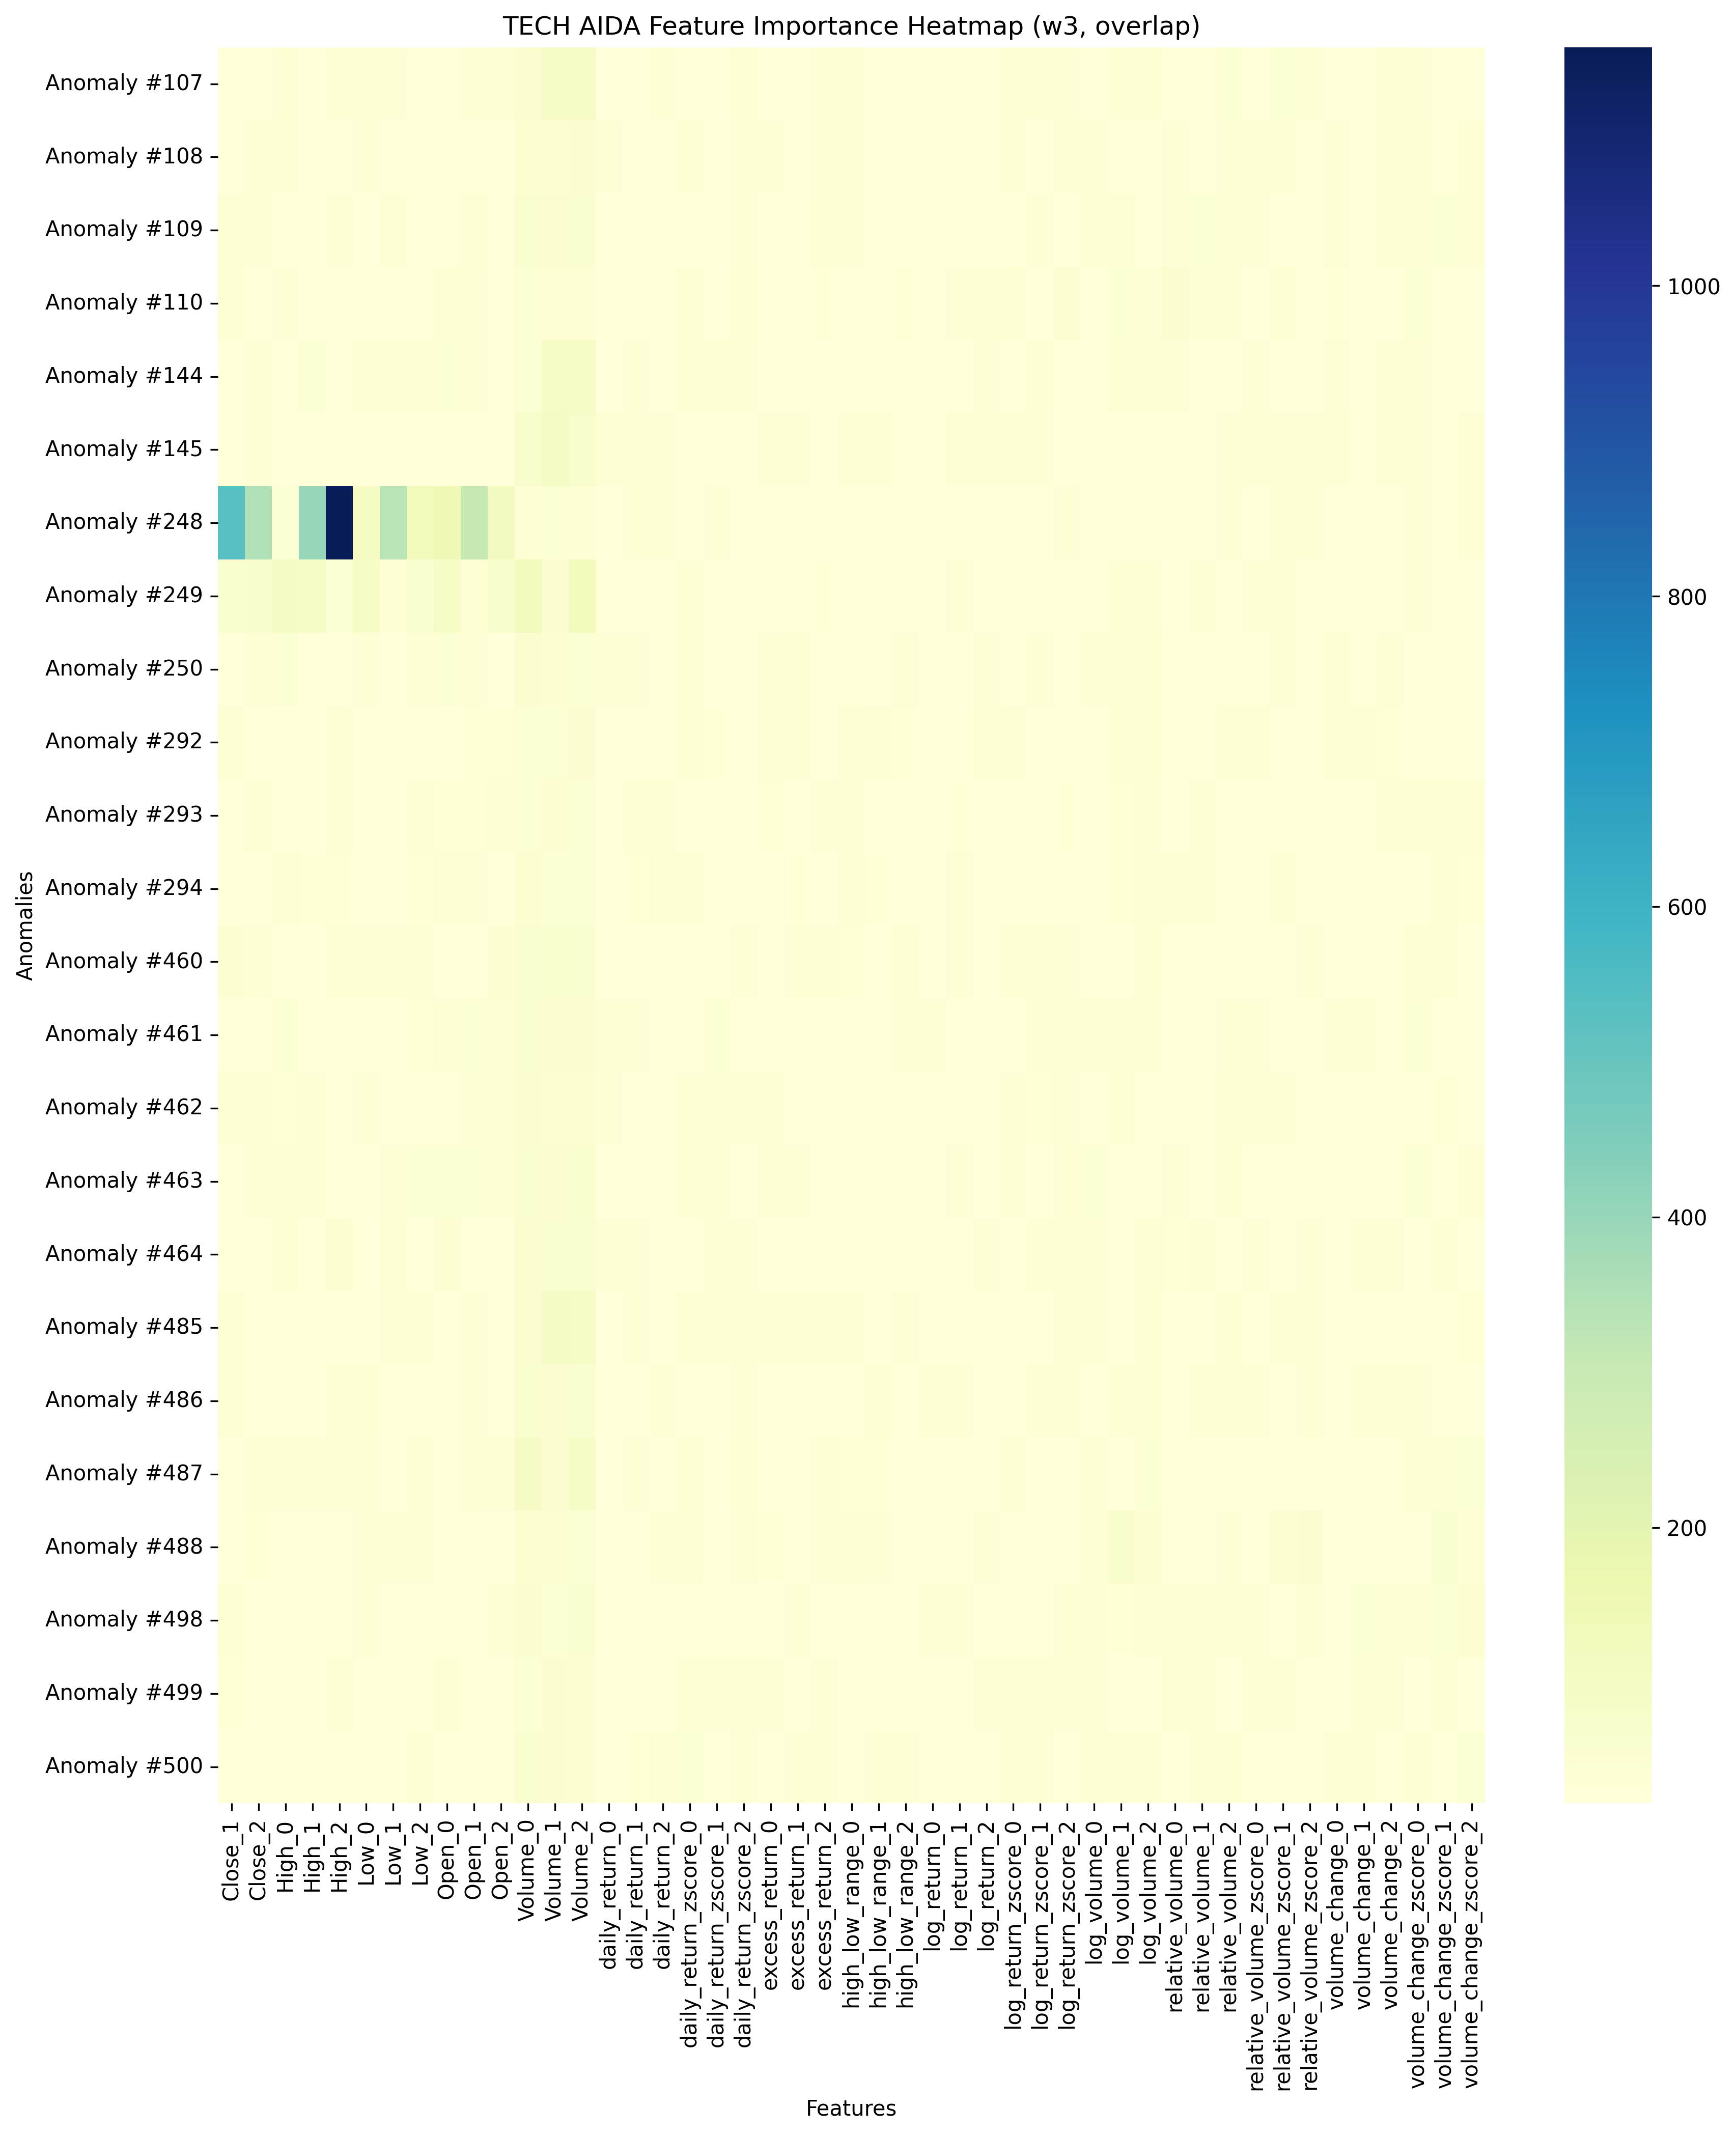 TECH AIDA Feature Importance Heatmap (w3, overlap)
Anomalies
Anomaly #107
Anomaly #108
Anomaly #109
Anomaly #110
Anomaly #144
Anomaly #145
Anomaly #248
Anomaly #249
Anomaly #250
Anomaly #292
Anomaly #293
Anomaly #294
Anomaly #460
Anomaly #461
Anomaly #462
Anomaly #463
Anomaly #464
Anomaly #485
Anomaly #486
Anomaly #487
Anomaly #488
Anomaly #498
Anomaly #499
Anomaly #500
Close_1
Close_2
High_0
High_1
High_2
Low_0
Low_1
Low_2
Open_0
Open_1
Open_2
Volume_0
Volume_1
Volume_2
daily_return_0
daily_return_1
daily_return_2
daily_return_zscore_0
daily_return_zscore_1
daily_return_zscore_2
excess_return_0
excess_return_1
excess_return_2
high_low_range_0
high_low_range_1
high_low_range_2
log_return_0
log_return_1
log_return_2
log_return_zscore_0
log_return_zscore_1
log_return_zscore_2
log_volume_0
log_volume_1
log_volume_2
relative_volume_0
relative_volume_1
relative_volume_2
relative_volume_zscore_0
relative_volume_zscore_1
relative_volume_zscore_2
volume_change_0
volume_change_1
volume_change_2
volume_change_zscore_0
volume_change_zscore_1
volume_change_zscore_2
Features
1000
800
600
400
200